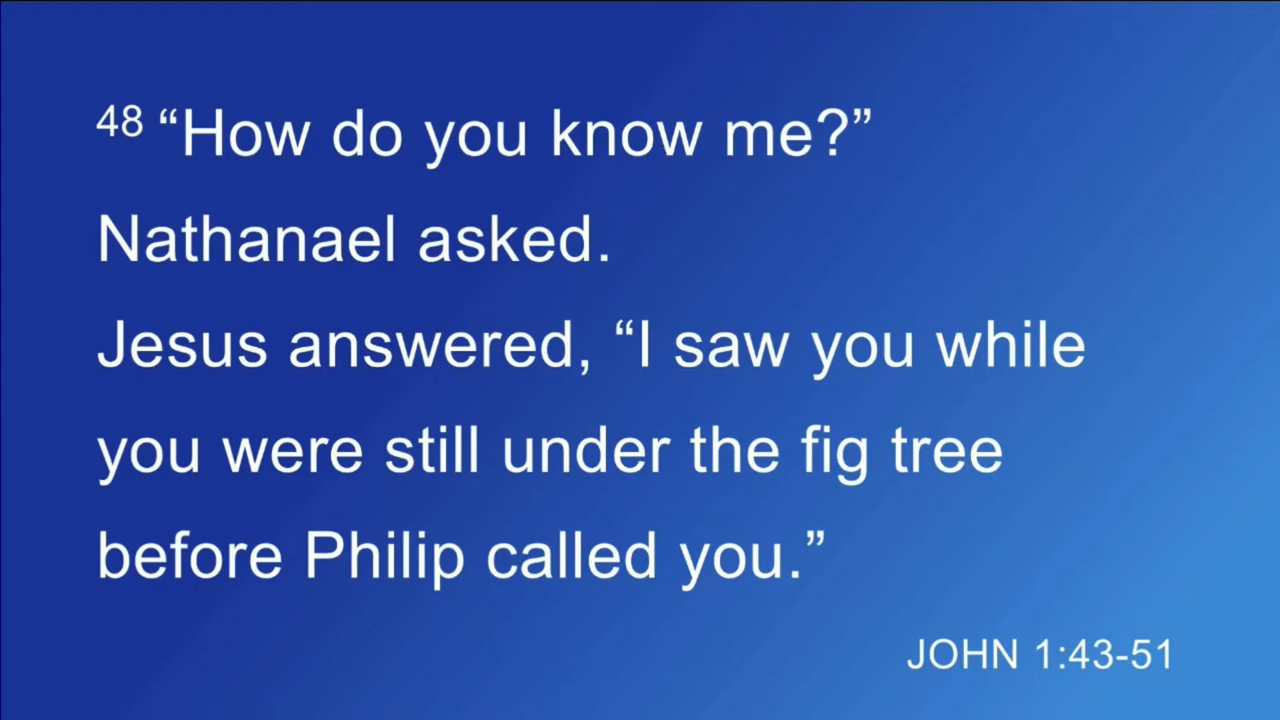 48 “How do you know me?”
Nathanael asked.
Jesus answered, “I saw you while
you were still under the fig tree
before Philip called you.”
JOHN 1:43-51